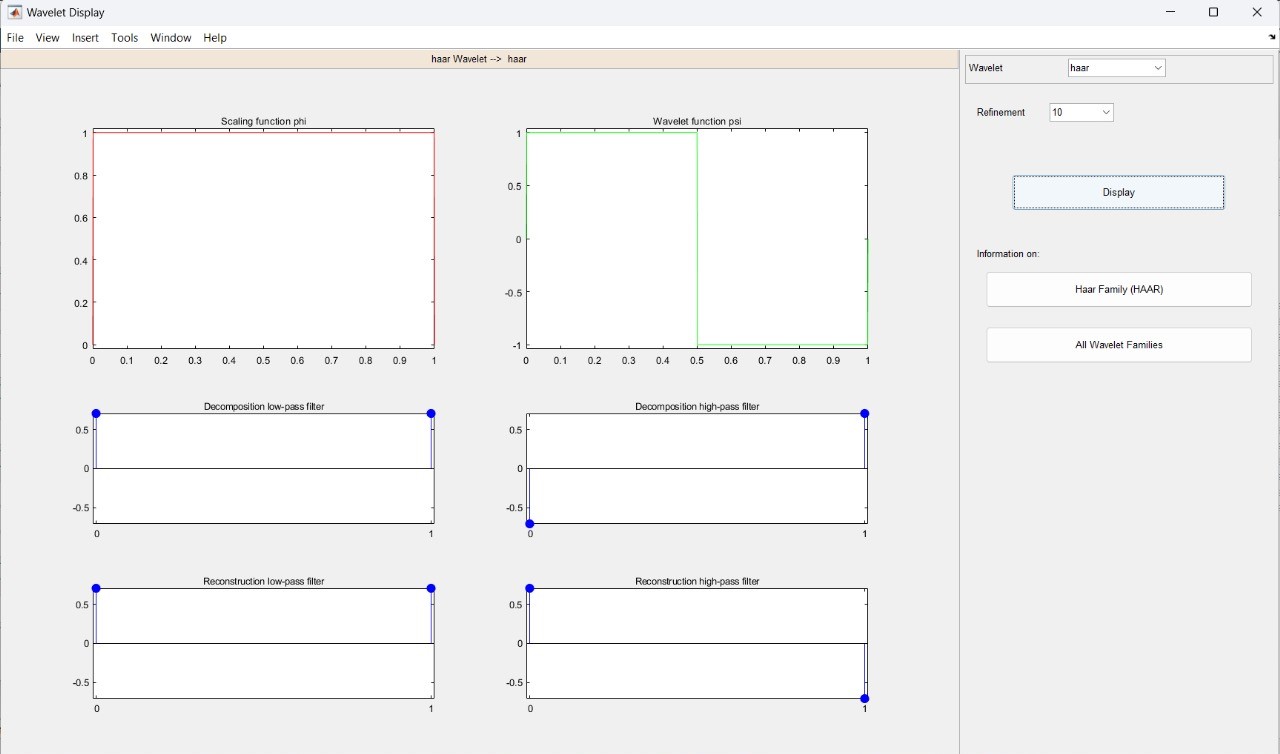 Wavelet Display
File View Insert Tools Window Help
haar Wavelet --> haar
Wavelet haar
Refinement 10
Display
Information on:
Haar Family (HAAR)
All Wavelet Families
Scaling function phi
1
0.8
0.6
0.4
0.2
0
0 0.1 0.2 0.3 0.4 0.5 0.6 0.7 0.8 0.9 1
Wavelet function psi
1
0.5
0
-0.5
-1
0 0.1 0.2 0.3 0.4 0.5 0.6 0.7 0.8 0.9 1
Decomposition low-pass filter
0.5
0
-0.5
0 1
Decomposition high-pass filter
0.5
0
-0.5
0 1
Reconstruction low-pass filter
0.5
0
-0.5
0 1
Reconstruction high-pass filter
0.5
0
-0.5
0 1